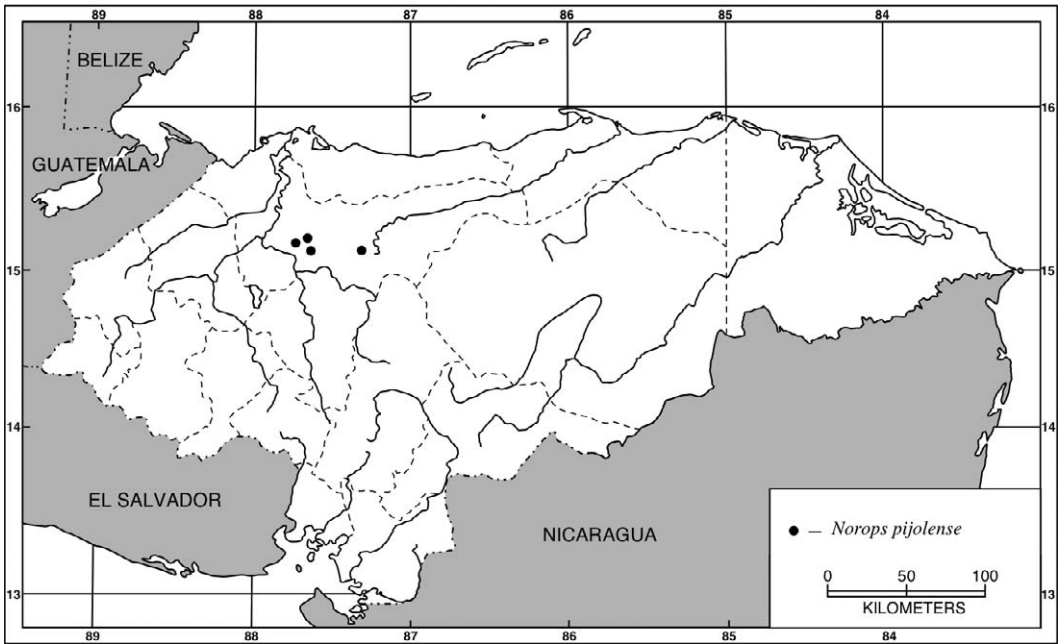 89 88 87 86 85 84
BELIZE
16 16
GUATEMALA
15 15
14 14
EL SALVADOR
NICARAGUA
— Norops pijolense
0 50 100
KILOMETERS
13 13
89 88 87 86 85 84